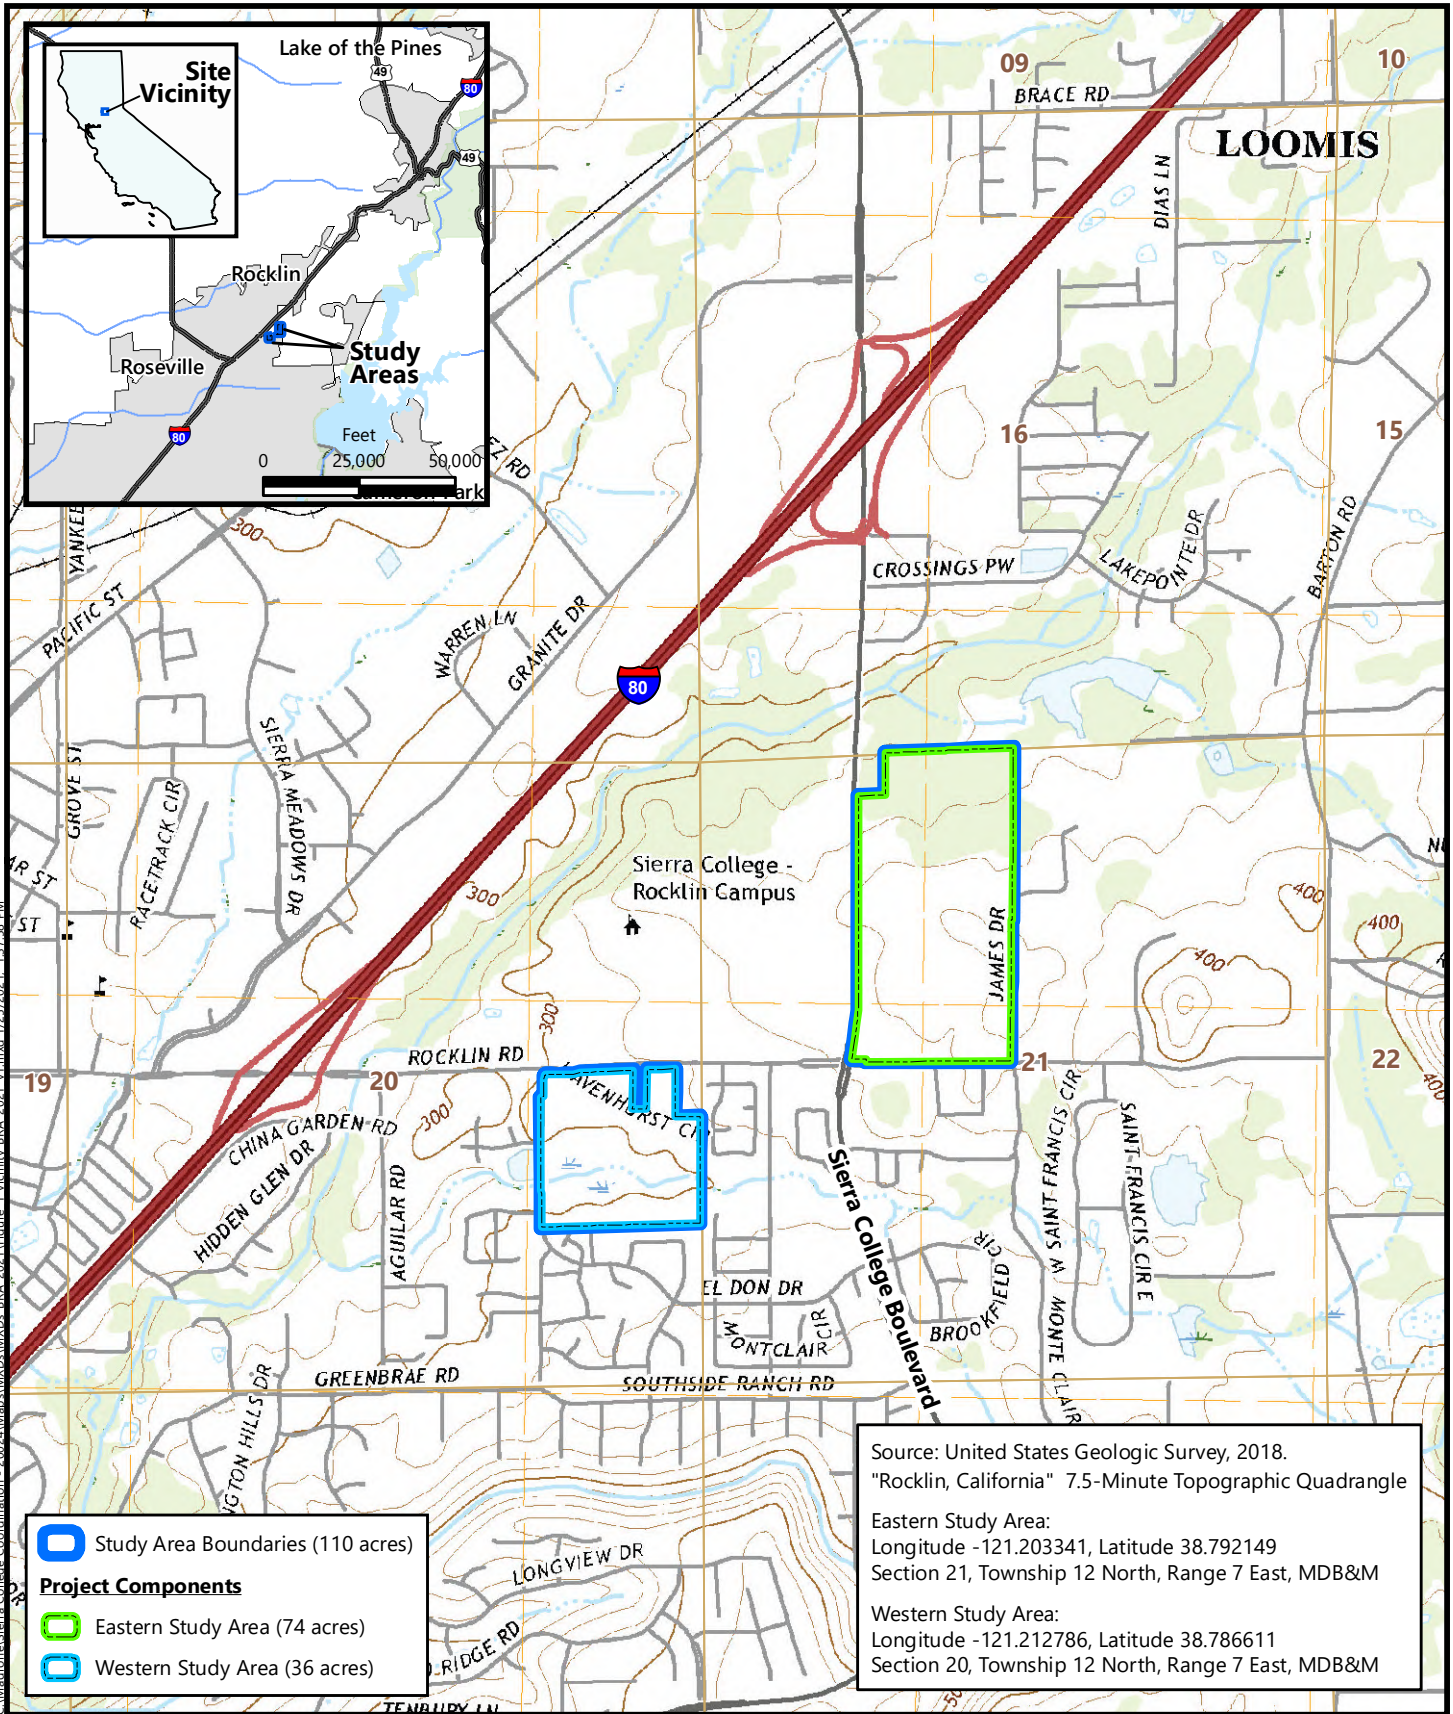 Lake of the Pines
49
80
Site
Vicinity
49
Rocklin
Roseville
Study
Areas
80
Feet
0 25,000 50,000
09
10
BRACE RD
LOOMIS
DIAS LN
16
15
BARTON RD
LAKEPOINTE DR
CROSSINGS PW
300
PACIFIC ST
WARREN LN
GRANITE DR
80
SIERRA MEADOWS DR
GROVE ST
RACETRACK CIR
AR ST
ST
300
Sierra College -
Rocklin Campus
JAMES DR
400
400
400
400
300
ROCKLIN RD
19
20
21
22
300
CHINA GARDEN RD
HIDDEN GLEN DR
AGUILAR RD
Sierra College Boulevard
W SAINT FRANCIS CIR
SAINT FRANCIS CIR E
EL DON DR
MONTCLAIR CIR
BROOKFIELD CIR
GREENBRAE RD
SOUTHSIDE RANCH RD
NGTON HILLS DR
LONGVIEW DR
RIDGE RD
Study Area Boundaries (110 acres)
Project Components
Eastern Study Area (74 acres)
Western Study Area (36 acres)
Source: United States Geologic Survey, 2018.
"Rocklin, California" 7.5-Minute Topographic Quadrangle
Eastern Study Area:
Longitude -121.203341, Latitude 38.792149
Section 21, Township 12 North, Range 7 East, MDB&M
Western Study Area:
Longitude -121.212786, Latitude 38.786611
Section 20, Township 12 North, Range 7 East, MDB&M